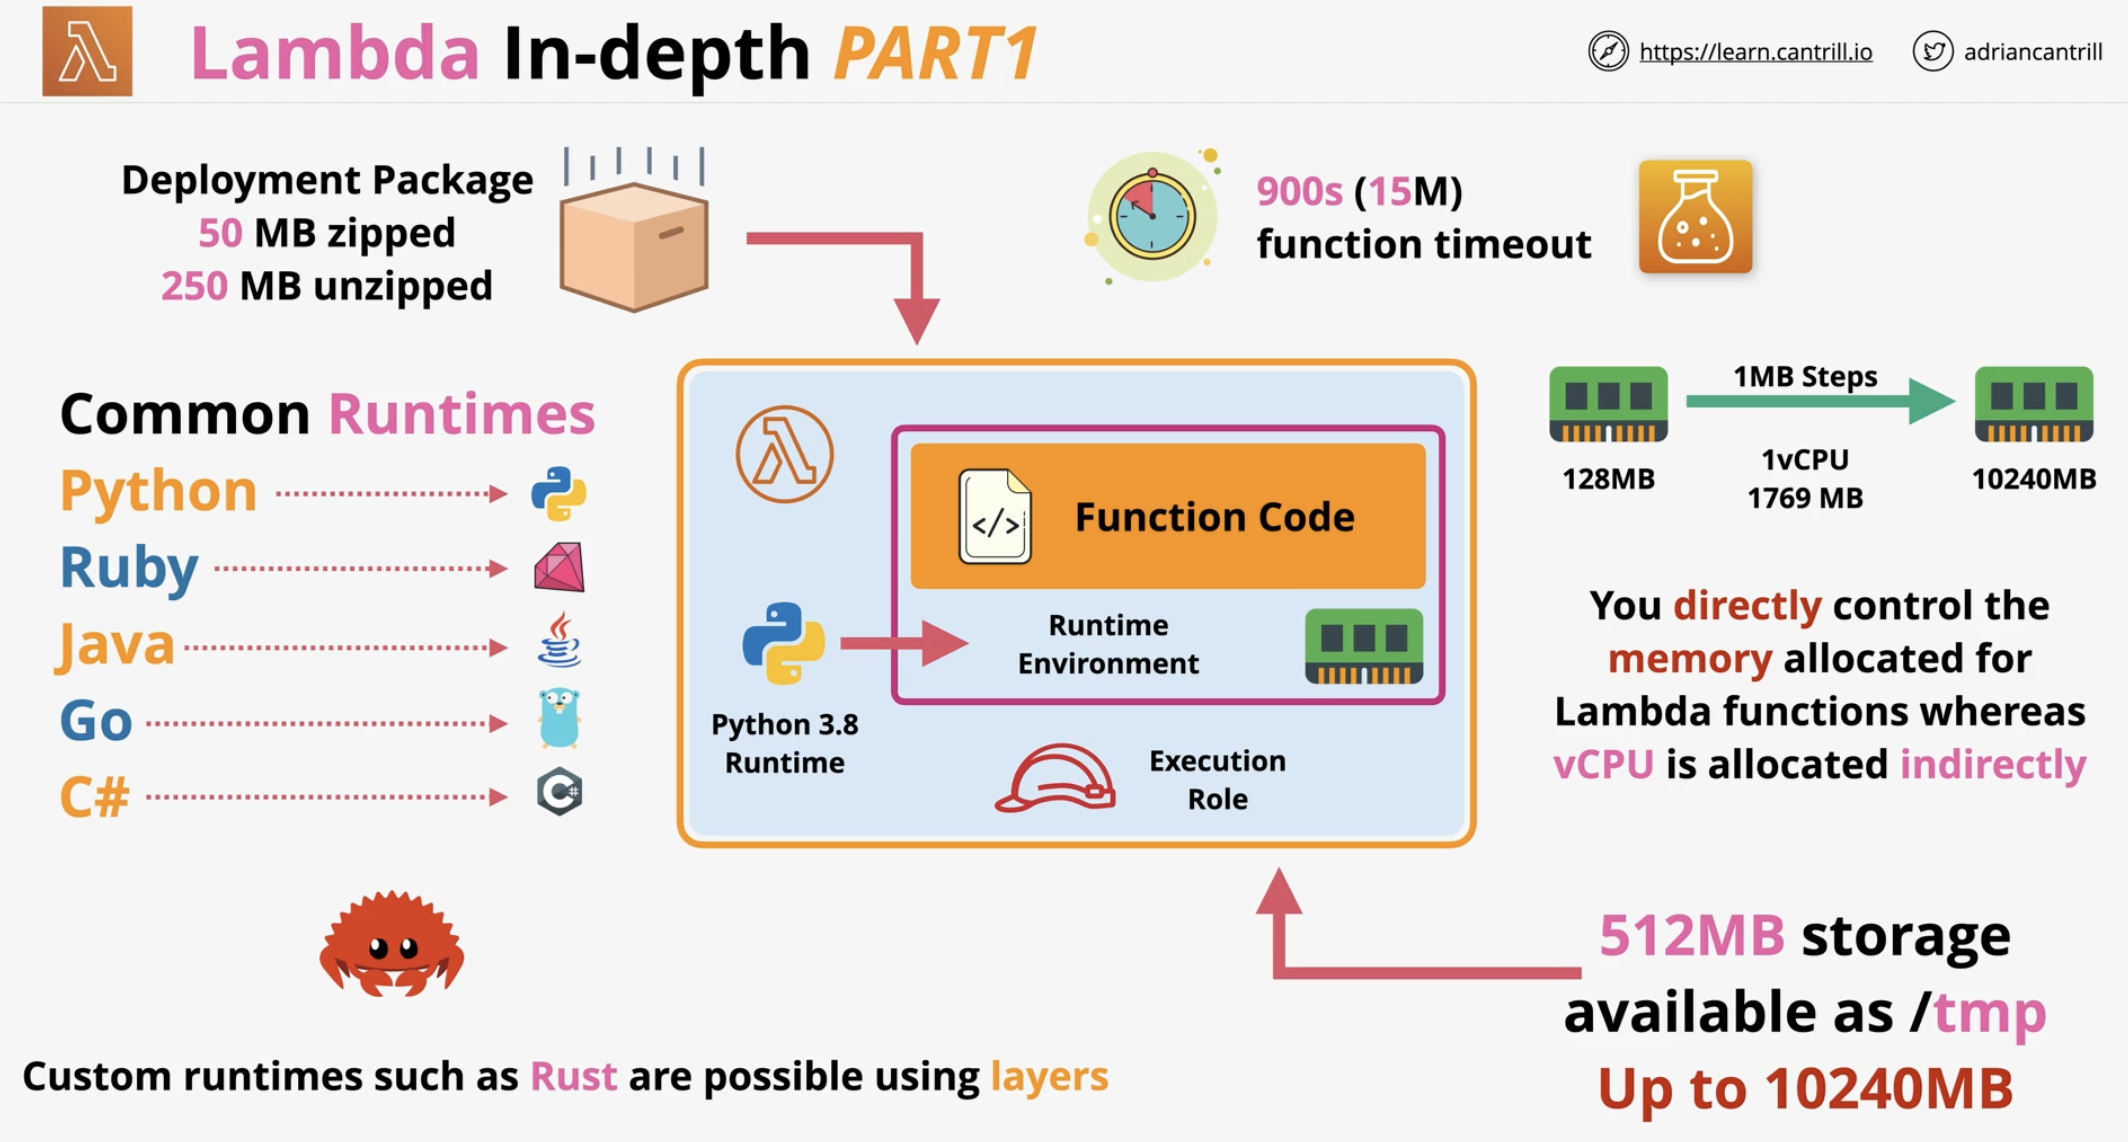 Lambda In-depth PART1
https://learn.cantrill.io
adriancantrill
Deployment Package
50 MB zipped
250 MB unzipped
900s (15M)
function timeout
Common Runtimes
Python
Ruby
Java
Go
C#
Function Code
</>
Runtime
Environment
Python 3.8
Runtime
Execution
Role
1MB Steps
128MB
1vCPU
1769 MB
10240MB
You directly control the
memory allocated for
Lambda functions whereas
vCPU is allocated indirectly
512MB storage
available as /tmp
Up to 10240MB
Custom runtimes such as Rust are possible using layers